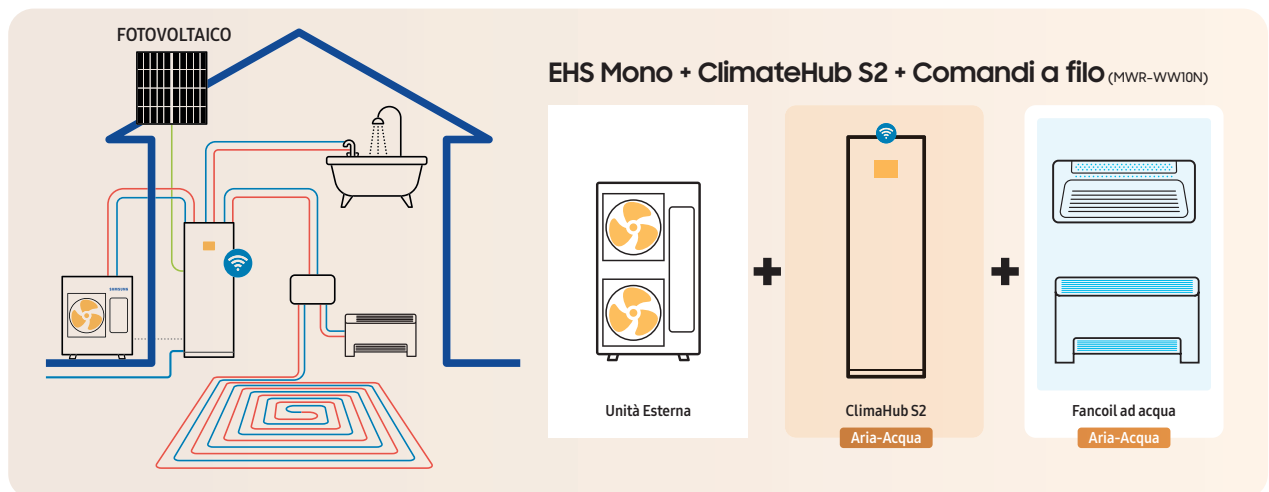 FOTOVOLTAICO
EHS Mono + ClimateHub S2 + Comandi a filo (MWR-WW10N)
SAMSUNG
Unità Esterna
ClimaHub S2
Fancoil ad acqua
Aria-Acqua
Aria-Acqua